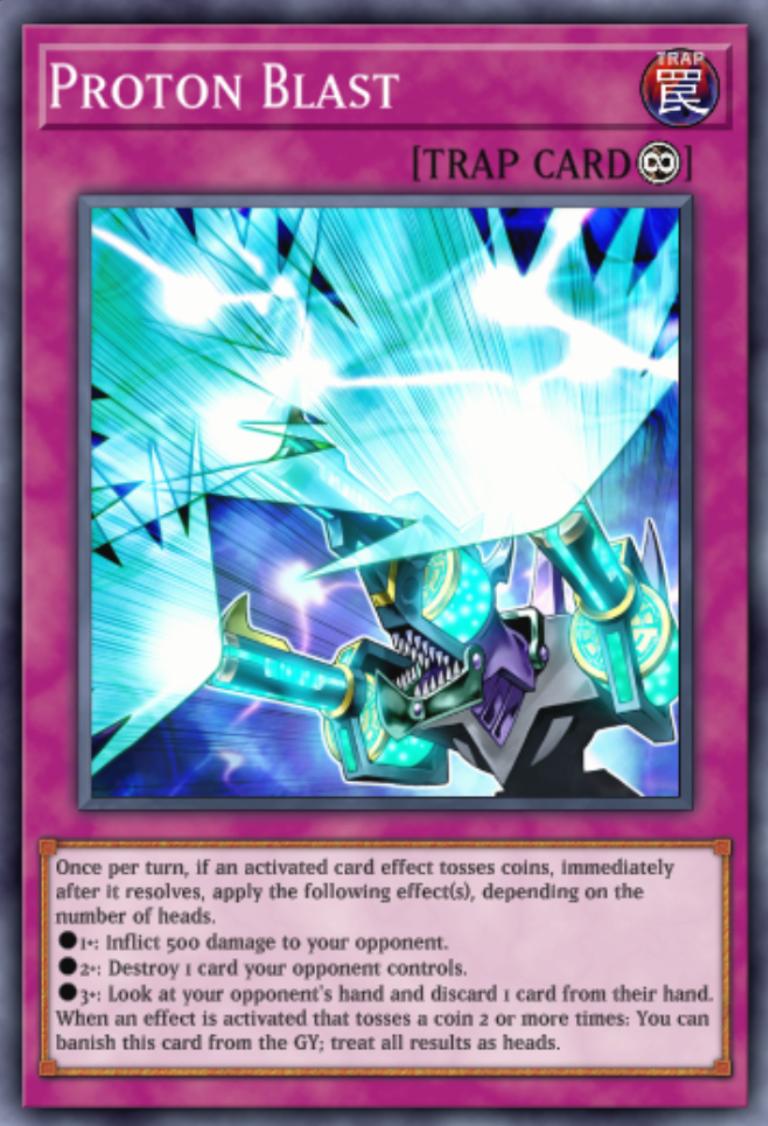 PROTON BLAST
TRAP
罠
[TRAP CARD♾]
Once per turn, if an activated card effect tosses coins, immediately
after it resolves, apply the following effect(s), depending on the
number of heads.
●1+: Inflict 500 damage to your opponent.
●2+: Destroy 1 card your opponent controls.
●3+: Look at your opponent's hand and discard 1 card from their hand.
When an effect is activated that tosses a coin 2 or more times: You can
banish this card from the GY; treat all results as heads.